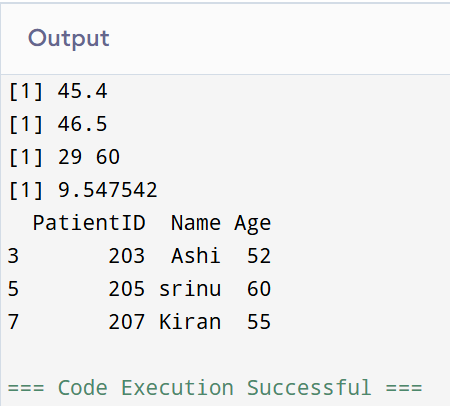 Output
[1] 45.4
[1] 46.5
[1] 29 60
[1] 9.547542
  PatientID  Name Age
3       203  Ashi  52
5       205 srinu  60
7       207 Kiran  55
=== Code Execution Successful ===